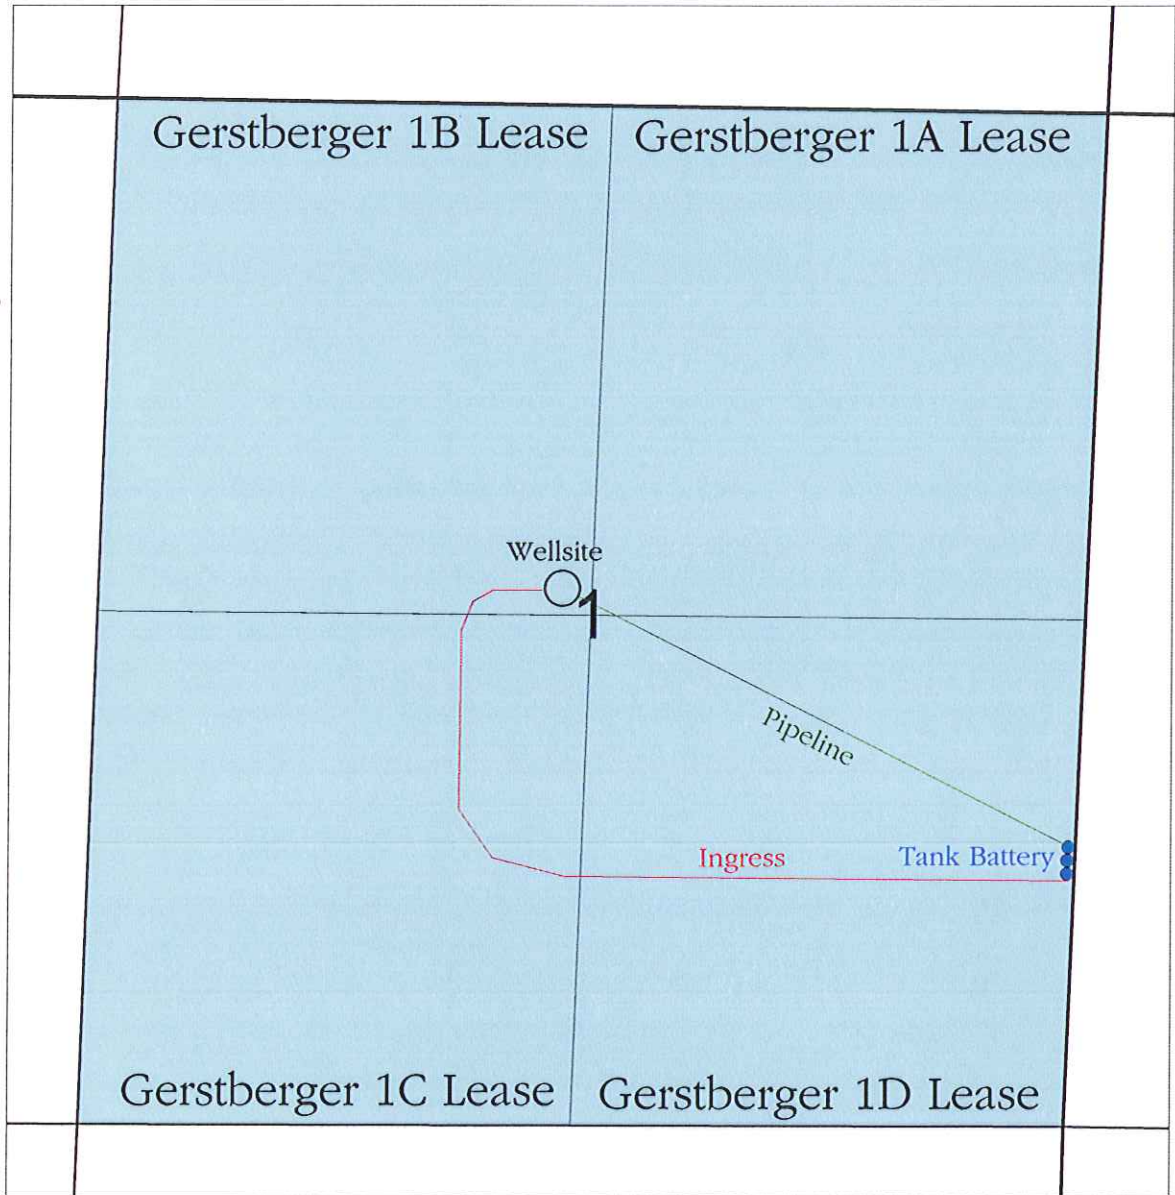 Gerstberger 1B Lease
Gerstberger 1A Lease
Wellsite
1
Pipeline
Ingress
Tank Battery
Gerstberger 1C Lease
Gerstberger 1D Lease